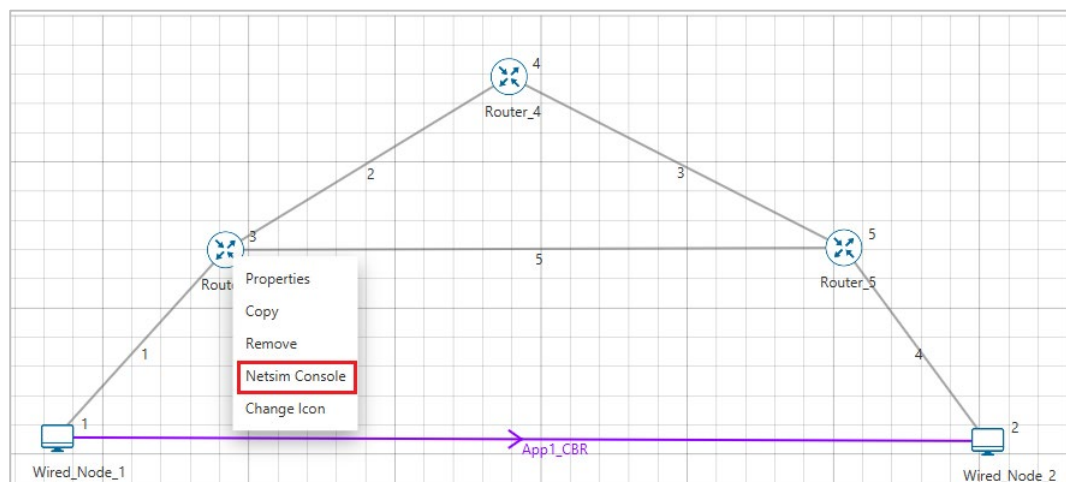 4
Router_4
2
3
3
5
Route
5
Router_5
Properties
Copy
Remove
Netsim Console
Change Icon
1
4
1
2
App1_CBR
Wired_Node_1
Wired_Node_2